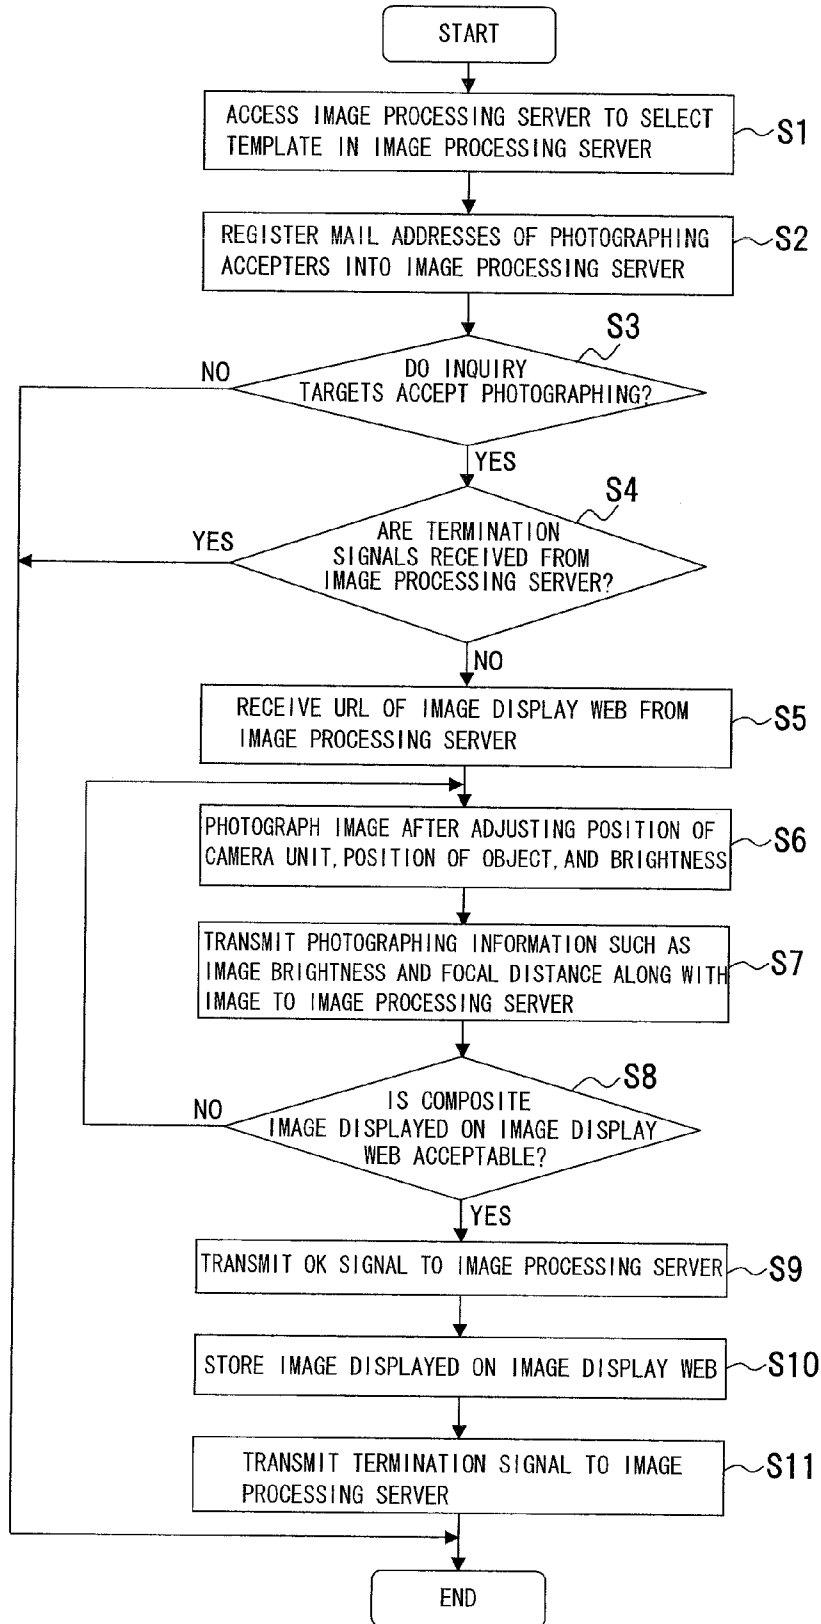 START
ACCESS IMAGE PROCESSING SERVER TO SELECT
TEMPLATE IN IMAGE PROCESSING SERVER
S1
REGISTER MAIL ADDRESSES OF PHOTOGRAPHING
ACCEPTERS INTO IMAGE PROCESSING SERVER
S2
S3
NO
DO INQUIRY
TARGETS ACCEPT PHOTOGRAPHING?
YES
S4
YES
ARE TERMINATION
SIGNALS RECEIVED FROM
IMAGE PROCESSING SERVER?
NO
RECEIVE URL OF IMAGE DISPLAY WEB FROM
IMAGE PROCESSING SERVER
S5
PHOTOGRAPH IMAGE AFTER ADJUSTING POSITION OF
CAMERA UNIT, POSITION OF OBJECT, AND BRIGHTNESS
S6
TRANSMIT PHOTOGRAPHING INFORMATION SUCH AS
IMAGE BRIGHTNESS AND FOCAL DISTANCE ALONG WITH
IMAGE TO IMAGE PROCESSING SERVER
S7
S8
NO
IS COMPOSITE
IMAGE DISPLAYED ON IMAGE DISPLAY
WEB ACCEPTABLE?
YES
TRANSMIT OK SIGNAL TO IMAGE PROCESSING SERVER
S9
STORE IMAGE DISPLAYED ON IMAGE DISPLAY WEB
S10
TRANSMIT TERMINATION SIGNAL TO IMAGE
PROCESSING SERVER
S11
END